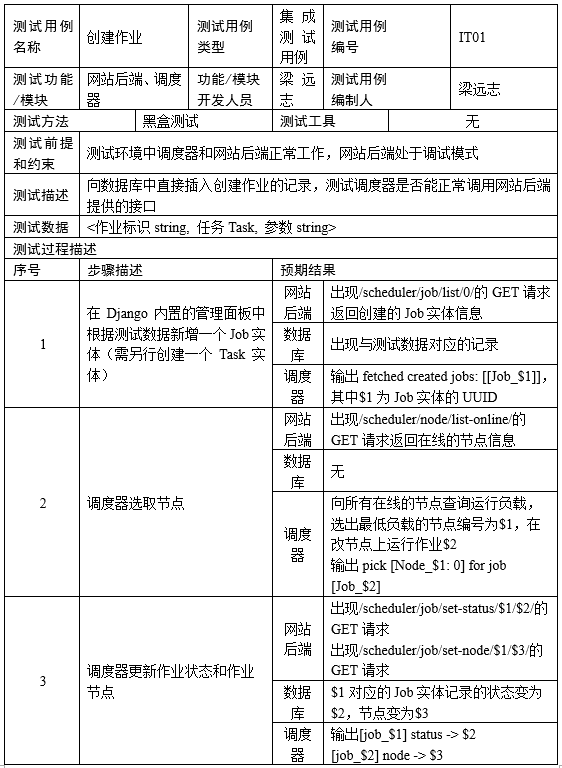 测试用例名称 创建作业 测试用例类型 集成测试用例 测试用例编号 IT01
测试功能/模块 网站后端、调度器 功能/模块开发人员 梁远志 测试用例编制人 梁远志
测试方法 黑盒测试 测试工具 无
测试前提和约束 测试环境中调度器和网站后端正常工作，网站后端处于调试模式
测试描述 向数据库中直接插入创建作业的记录，测试调度器是否能正常调用网站后端
提供的接口
测试数据 <作业标识 string, 任务 Task, 参数 string>
测试过程描述
序号 步骤描述 预期结果
1
在 Django 内置的管理面板中
根据测试数据新增一个 Job 实
体（需另行创建一个 Task 实
体）
网站后端
出现/scheduler/job/list/0/的 GET 请求
返回创建的 Job 实体信息
数据库
出现与测试数据对应的记录
调度器
输出 fetched created jobs: [[Job_$1]]，
其中$1 为 Job 实体的 UUID
2
调度器选取节点
网站后端
出现/scheduler/node/list-online/的
GET 请求返回在线的节点信息
数据库
无
调度器
向所有在线的节点查询运行负载，
选出最低负载的节点编号为$1，在
改节点上运行作业$2
输出 pick [Node_$1: 0] for job
[Job_$2]
3
调度器更新作业状态和作业
节点
网站后端
出现/scheduler/job/set-status/$1/$2/的
GET 请求
出现/scheduler/job/set-node/$1/$3/的
GET 请求
数据库
$1 对应的 Job 实体记录的状态变为
$2，节点变为$3
调度器
输出[job_$1] status -> $2
[job_$2] node -> $3